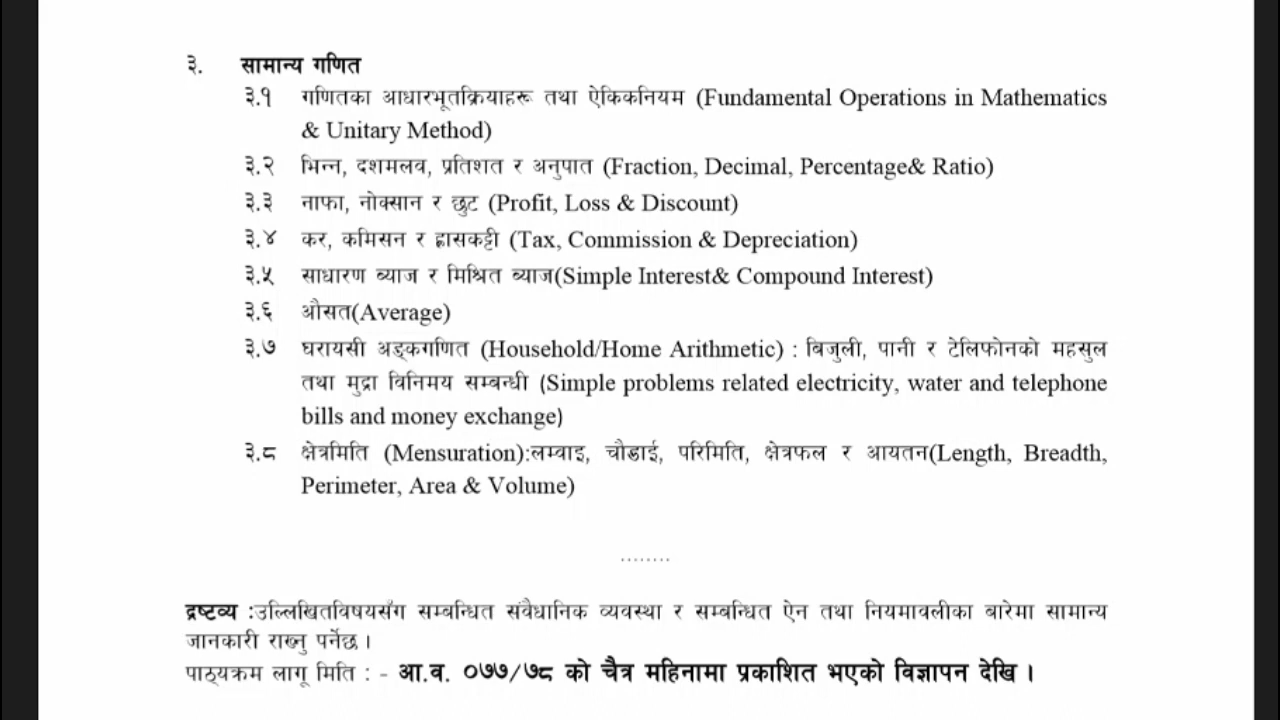 ३. सामान्य गणित
३.१ गणितका आधारभूतक्रियाहरू तथा ऐकिकनियम (Fundamental Operations in Mathematics
& Unitary Method)
३.२ भिन्न, दशमलव, प्रतिशत र अनुपात (Fraction, Decimal, Percentage& Ratio)
३.३ नाफा, नोक्सान र छुट (Profit, Loss & Discount)
३.४ कर, कमिसन र ह्रासकट्टी (Tax, Commission & Depreciation)
३.५ साधारण ब्याज र मिश्रित ब्याज(Simple Interest& Compound Interest)
३.६ औसत(Average)
३.७ घरायसी अङ्कगणित (Household/Home Arithmetic) : बिजुली, पानी र टेलिफोनको महसुल
तथा मुद्रा विनिमय सम्बन्धी (Simple problems related electricity, water and telephone
bills and money exchange)
३.८ क्षेत्रमिति (Mensuration):लम्वाइ, चौडाई, परिमिति, क्षेत्रफल र आयतन(Length, Breadth,
Perimeter, Area & Volume)
........
द्रष्टव्य :उल्लिखितविषयसँग सम्बन्धित संवैधानिक व्यवस्था र सम्बन्धित ऐन तथा नियमावलीका बारेमा सामान्य
जानकारी राख्नु पर्नेछ ।
पाठ्यक्रम लागू मिति : - आ.व. ०७७/७८ को चैत्र महिनामा प्रकाशित भएको विज्ञापन देखि ।